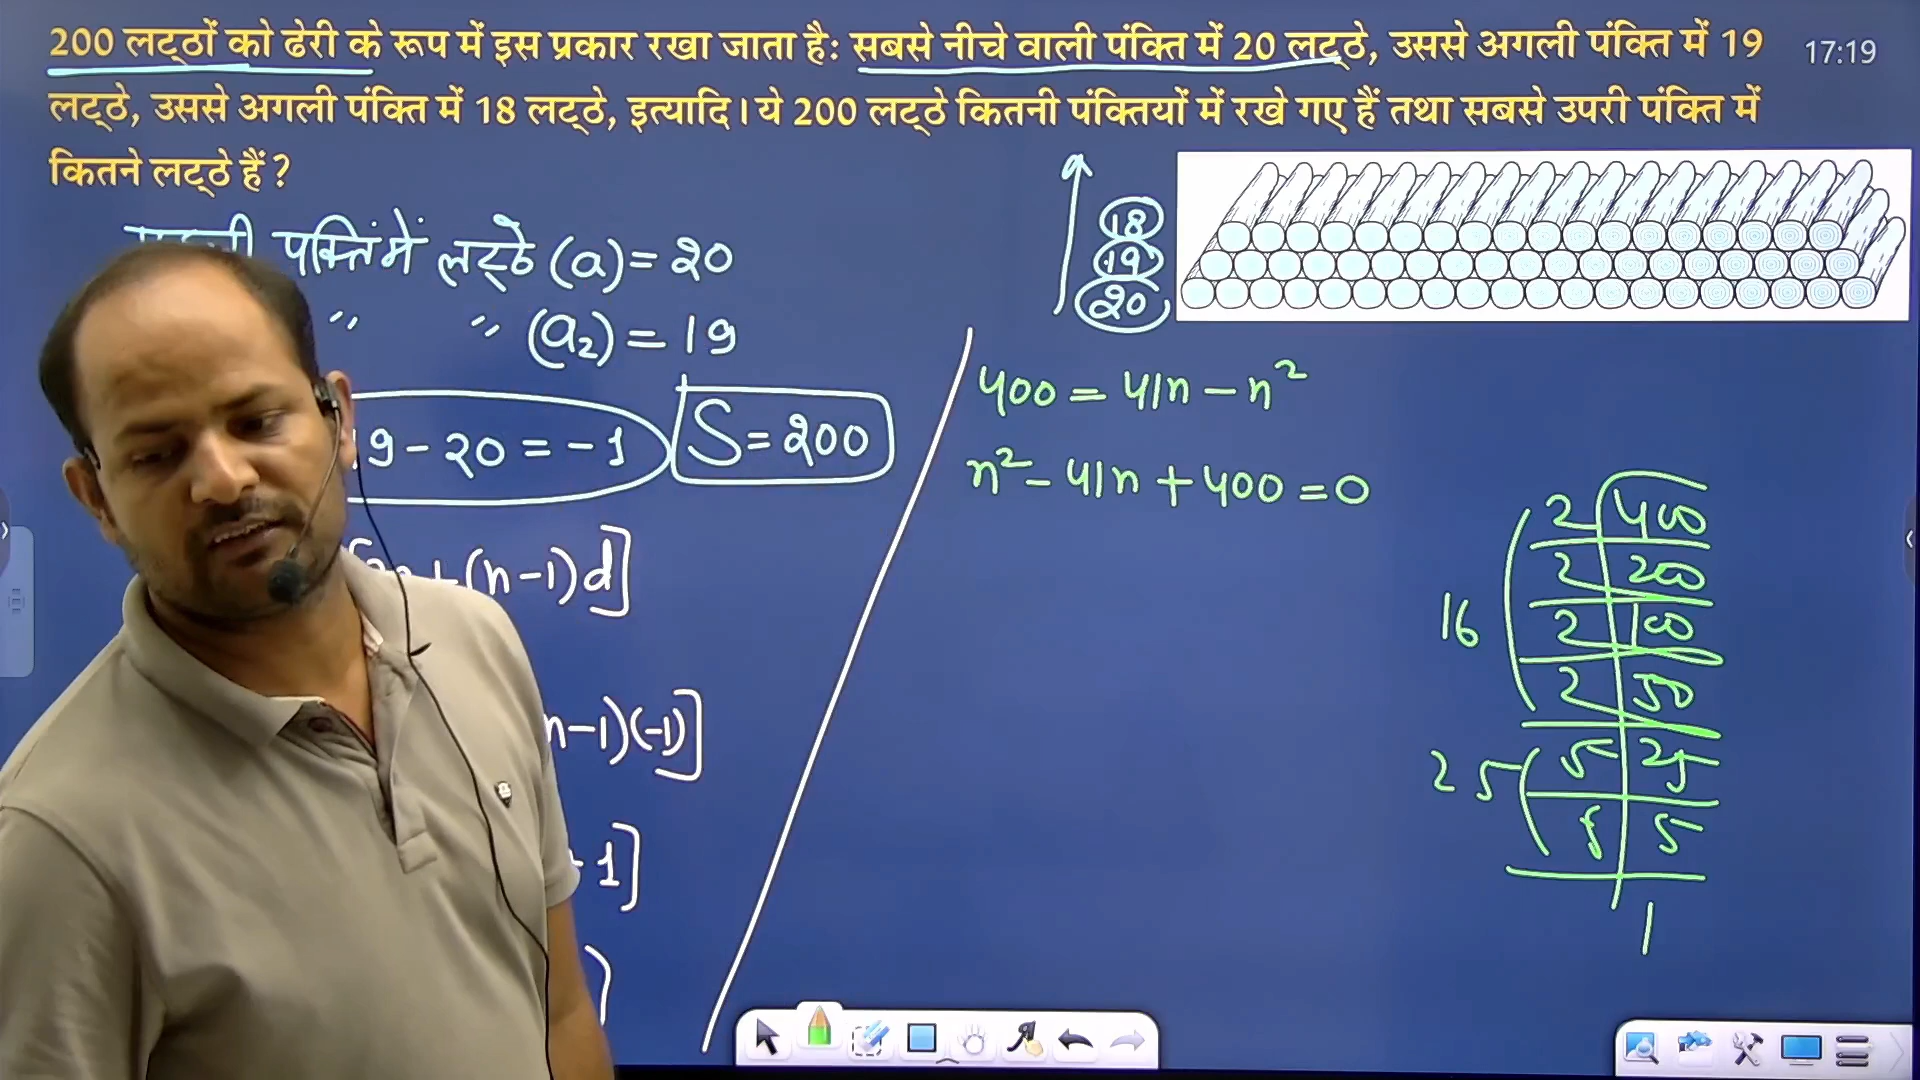 200 लट्ठों को ढेरी के रूप में इस प्रकार रखा जाता है: सबसे नीचे वाली पंक्ति में 20 लट्ठे, उससे अगली पंक्ति में 19
17:19
लट्ठे, उससे अगली पंक्ति में 18 लट्ठे, इत्यादि। ये 200 लट्ठे कितनी पंक्तियों में रखे गए हैं तथा सबसे उपरी पंक्ति में
कितने लट्ठे हैं ?
18
19
20
पक्तिं में लट्ठे (a) = 20
" " (a₂) = 19
19 - 20 = -1
S = 200
+ (n-1)d]
n-1)(-1)]
1]
)
400 = 41n - n²
n² - 41n + 400 = 0
2 400
2 200
2 100
2 50
5 25
5 5
1
16
25